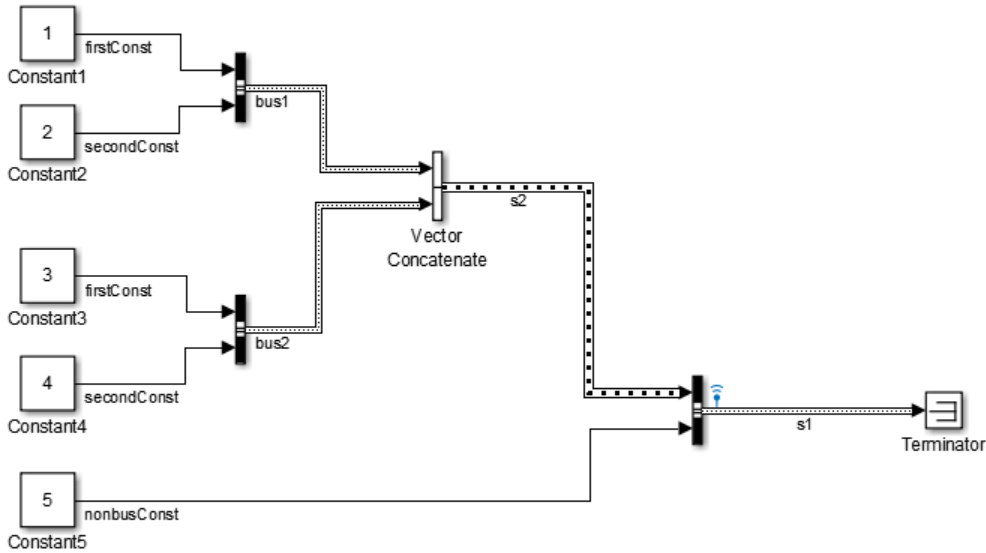 1
firstConst
Constant1
bus1
2
secondConst
Constant2
s2
Vector
Concatenate
3
firstConst
Constant3
bus2
4
secondConst
Constant4
s1
Terminator
5
nonbusConst
Constant5